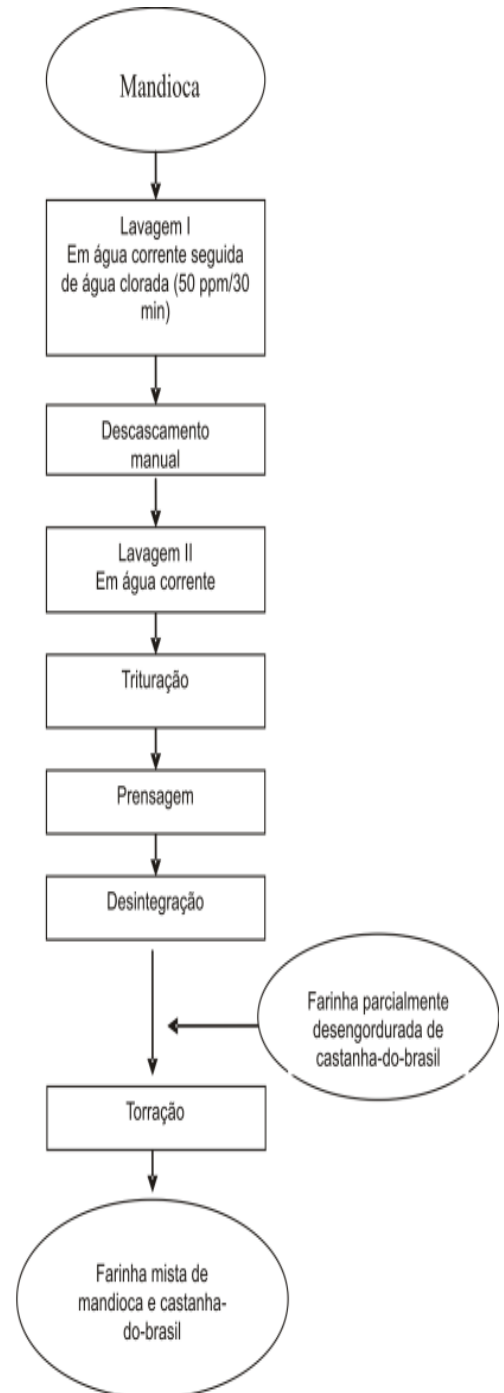 Mandioca
Lavagem I
Em água corrente seguida
de água clorada (50 ppm/30
min)
Descascamento
manual
Lavagem II
Em água corrente
Trituração
Prensagem
Desintegração
Farinha parcialmente
desengordurada de
castanha-do-brasil
Torração
Farinha mista de
mandioca e castanha-
do-brasil